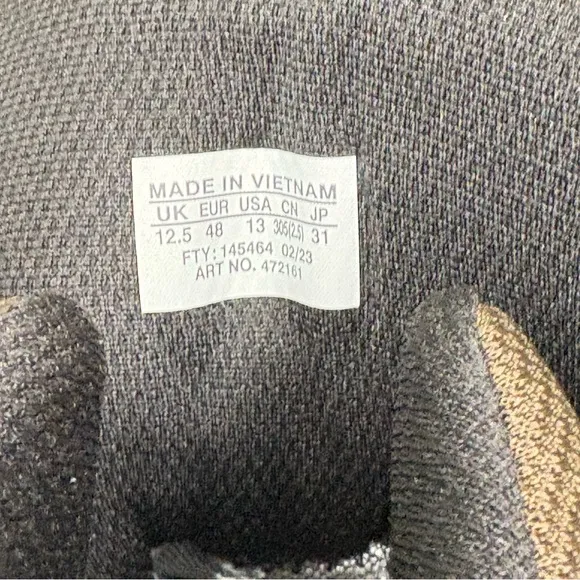 MADE IN VIETNAM
UK EUR USA CN JP
12.5 48 13 305(2.5) 31
FTY: 145464 02/23
ART NO. 472161